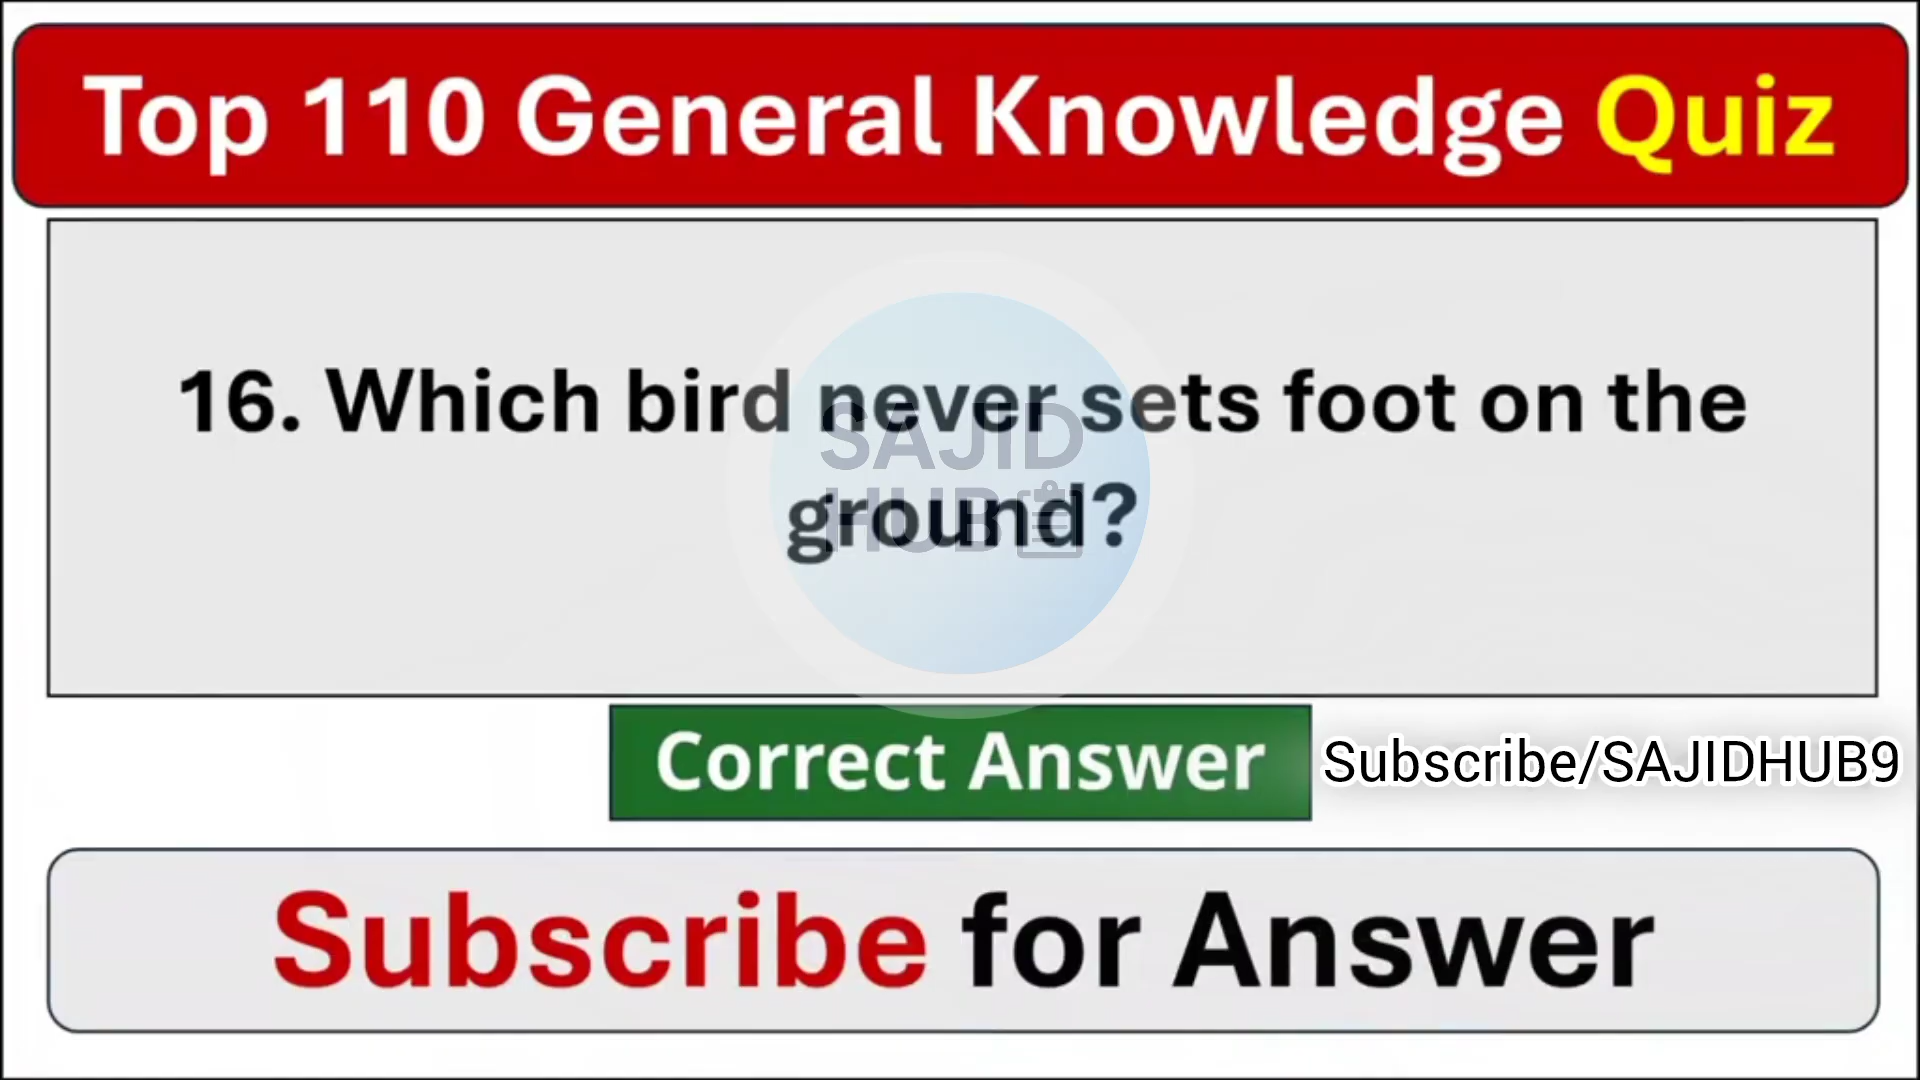 Top 110 General Knowledge Quiz
16. Which bird never sets foot on the
ground?
SAJID
HUB
Correct Answer
Subscribe/SAJIDHUB9
Subscribe for Answer